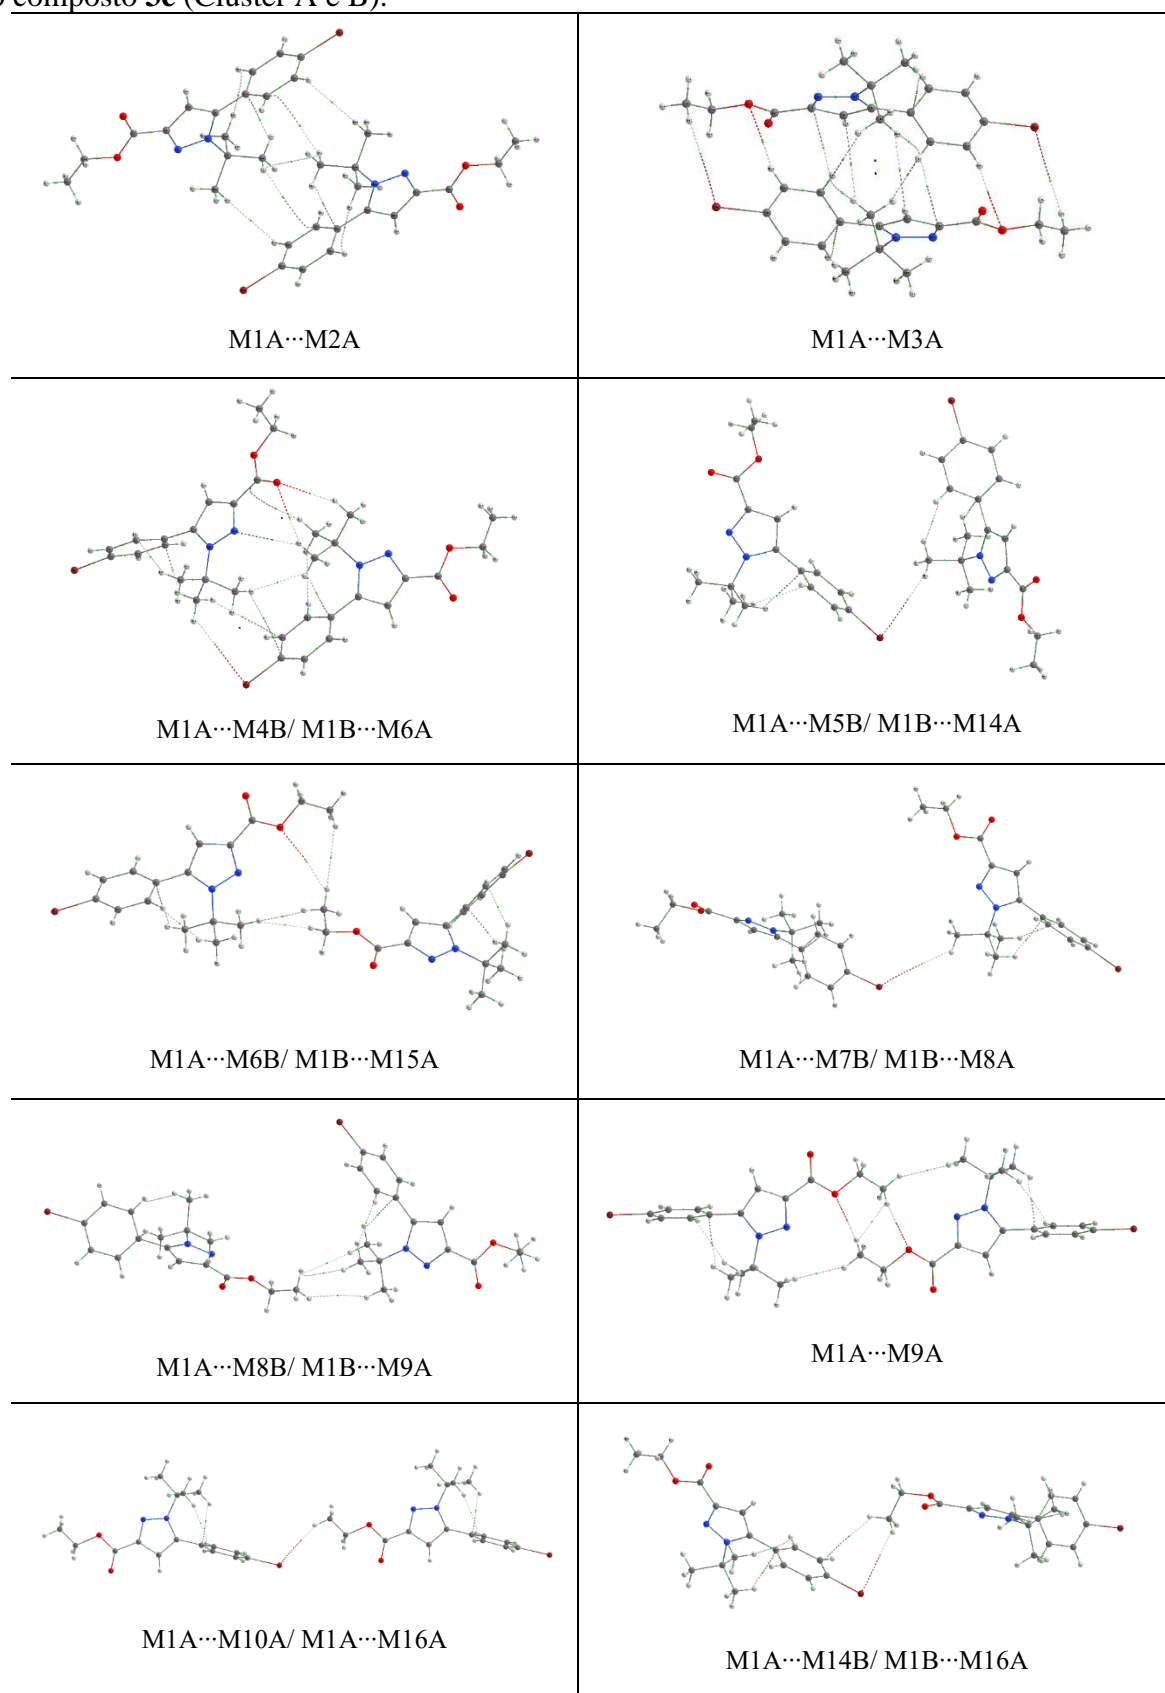 composto 3c (Cluster A e B).
M1A···M2A
M1A···M3A
M1A···M4B/ M1B···M6A
M1A···M5B/ M1B···M14A
M1A···M6B/ M1B···M15A
M1A···M7B/ M1B···M8A
M1A···M8B/ M1B···M9A
M1A···M9A
M1A···M10A/ M1A···M16A
M1A···M14B/ M1B···M16A